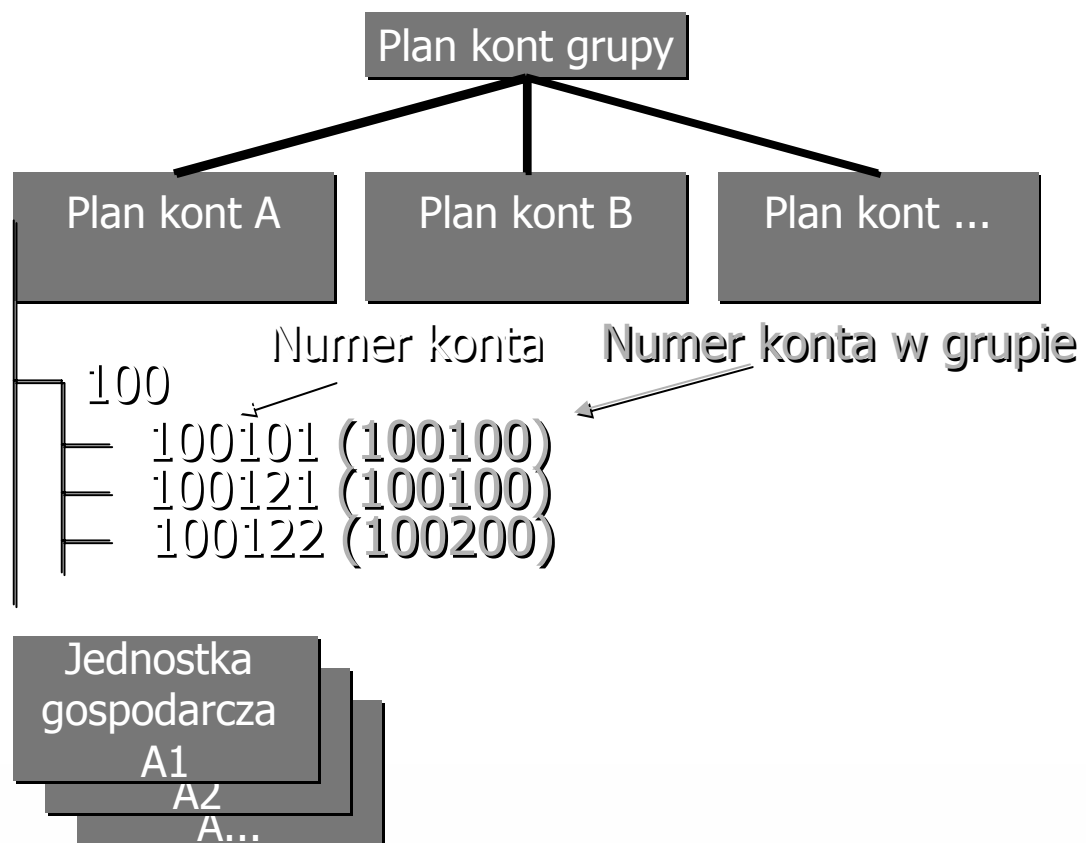 Plan kont grupy
Plan kont A
Plan kont B
Plan kont ...
Numer konta
Numer konta w grupie
100
100101 (100100)
100121 (100100)
100122 (100200)
Jednostka
gospodarcza
A1
A2
A...